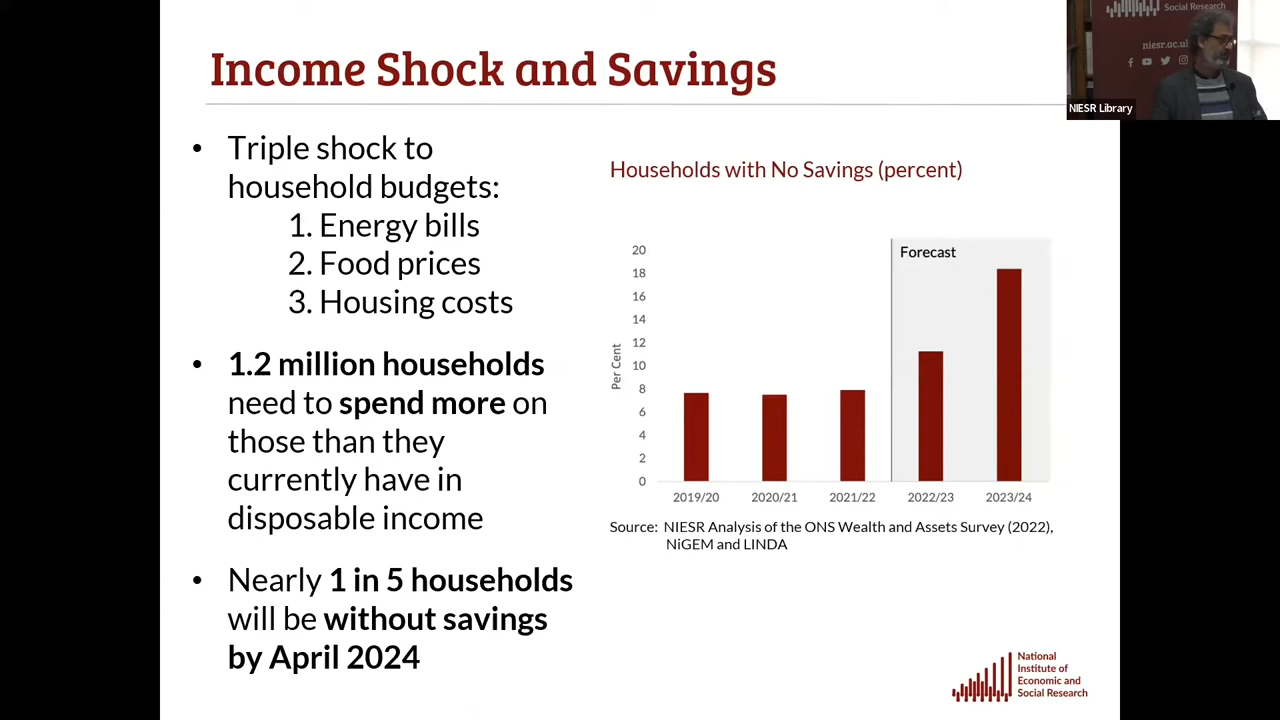 Income Shock and Savings
• Triple shock to
household budgets:
1. Energy bills
2. Food prices
3. Housing costs
• 1.2 million households
need to spend more on
those than they
currently have in
disposable income
• Nearly 1 in 5 households
will be without savings
by April 2024
Households with No Savings (percent)
Forecast
Per Cent
20
18
16
14
12
10
8
6
4
2
0
2019/20 2020/21 2021/22 2022/23 2023/24
Source: NIESR Analysis of the ONS Wealth and Assets Survey (2022),
NiGEM and LINDA
National
Institute of
Economic and
Social Research
Social Research
niesr.ac.u
NIESR Library